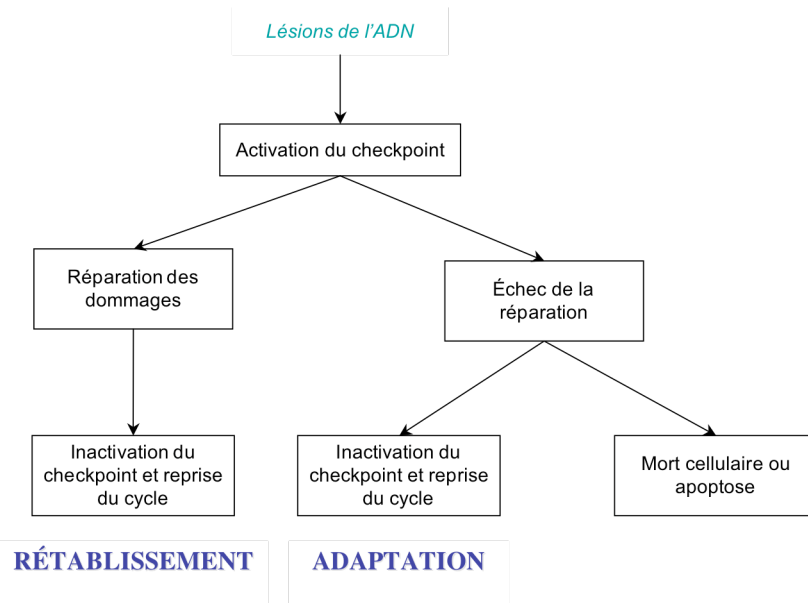 Lésions de l'ADN
Activation du checkpoint
Réparation des
dommages
Échec de la
réparation
Inactivation du
checkpoint et reprise
du cycle
Inactivation du
checkpoint et reprise
du cycle
Mort cellulaire ou
apoptose
RÉTABLISSEMENT
ADAPTATION